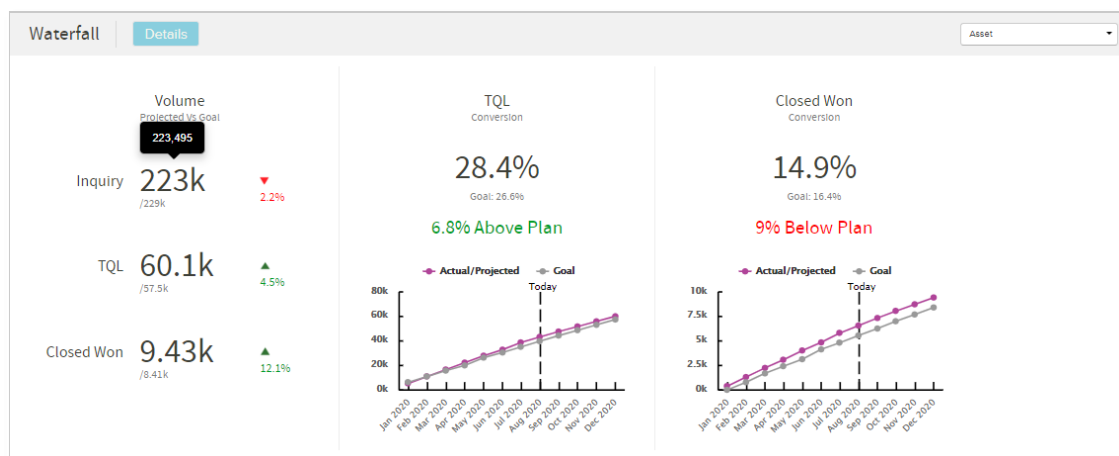 Waterfall
Details
Asset
Volume
Projected Vs Goal
223,495
Inquiry
223k
/229k
2.2%
TQL
60.1k
/57.5k
4.5%
Closed Won
9.43k
/8.41k
12.1%
TQL
Conversion
28.4%
Goal: 26.6%
6.8% Above Plan
Actual/Projected Goal
Today
80k
60k
40k
20k
0k
Jan 2020
Feb 2020
Mar 2020
Apr 2020
May 2020
Jun 2020
Jul 2020
Aug 2020
Sep 2020
Oct 2020
Nov 2020
Dec 2020
Closed Won
Conversion
14.9%
Goal: 16.4%
9% Below Plan
Actual/Projected Goal
Today
10k
7.5k
5k
2.5k
0k
Jan 2020
Feb 2020
Mar 2020
Apr 2020
May 2020
Jun 2020
Jul 2020
Aug 2020
Sep 2020
Oct 2020
Nov 2020
Dec 2020